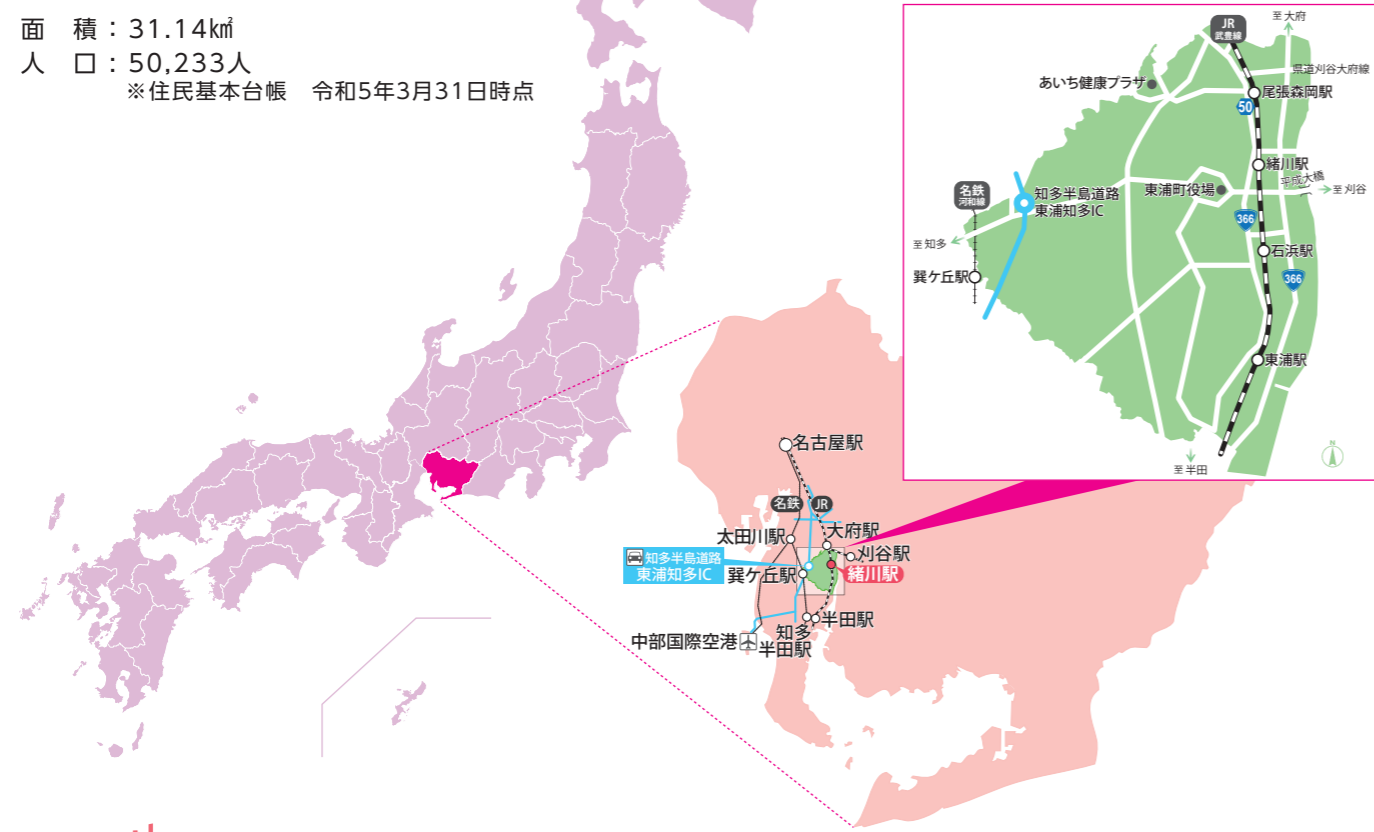 面　積：31.14㎢
人　口：50,233人
※住民基本台帳　令和5年3月31日時点
至大府
JR
武豊線
県道刈谷大府線
あいち健康プラザ
尾張森岡駅
50
緒川駅
平成大橋
至刈谷
東浦町役場
名鉄
河和線
知多半島道路
東浦知多IC
366
至知多
石浜駅
巽ケ丘駅
366
東浦駅
至半田
N
名古屋駅
名鉄
JR
太田川駅
大府駅
刈谷駅
知多半島道路
東浦知多IC
巽ケ丘駅
緒川駅
半田駅
知多
半田駅
中部国際空港